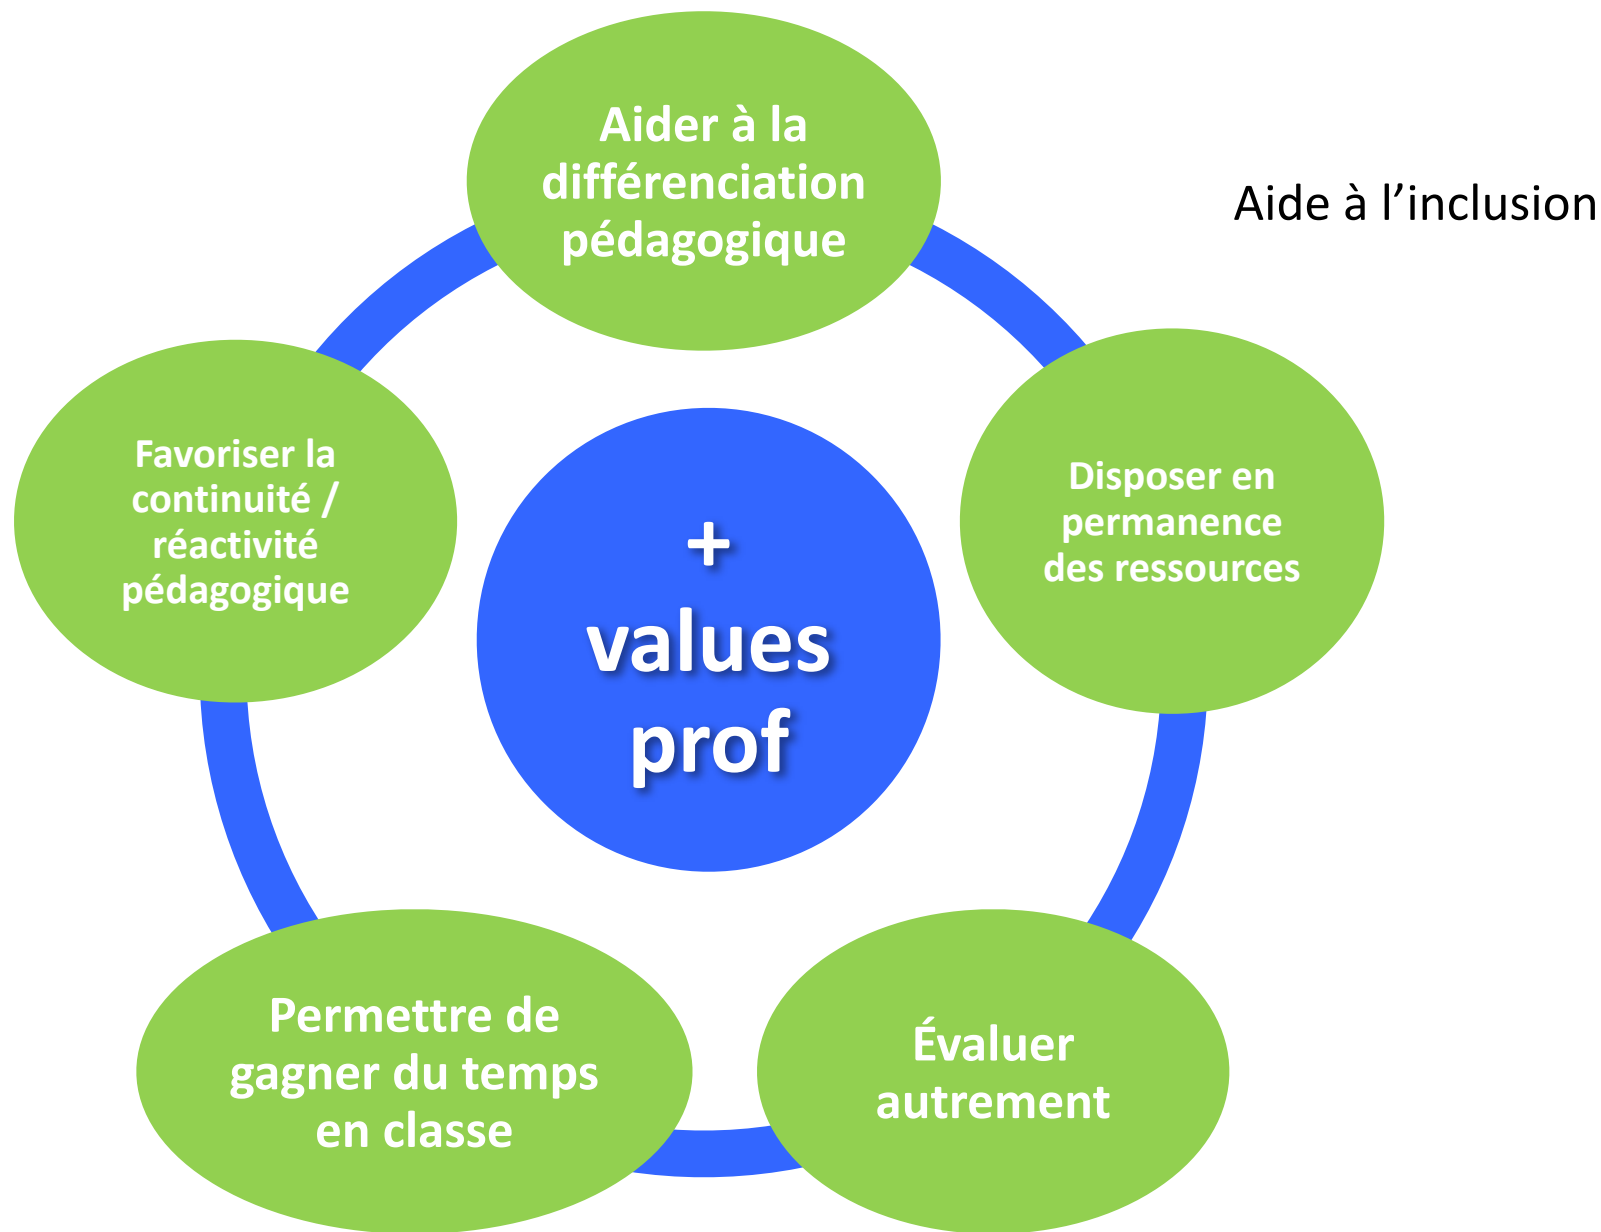 Aider à la
différenciation
pédagogique
Aide à l’inclusion
Favoriser la
continuité /
réactivité
pédagogique
Disposer en
permanence
des ressources
+
values
prof
Permettre de
gagner du temps
en classe
Évaluer
autrement